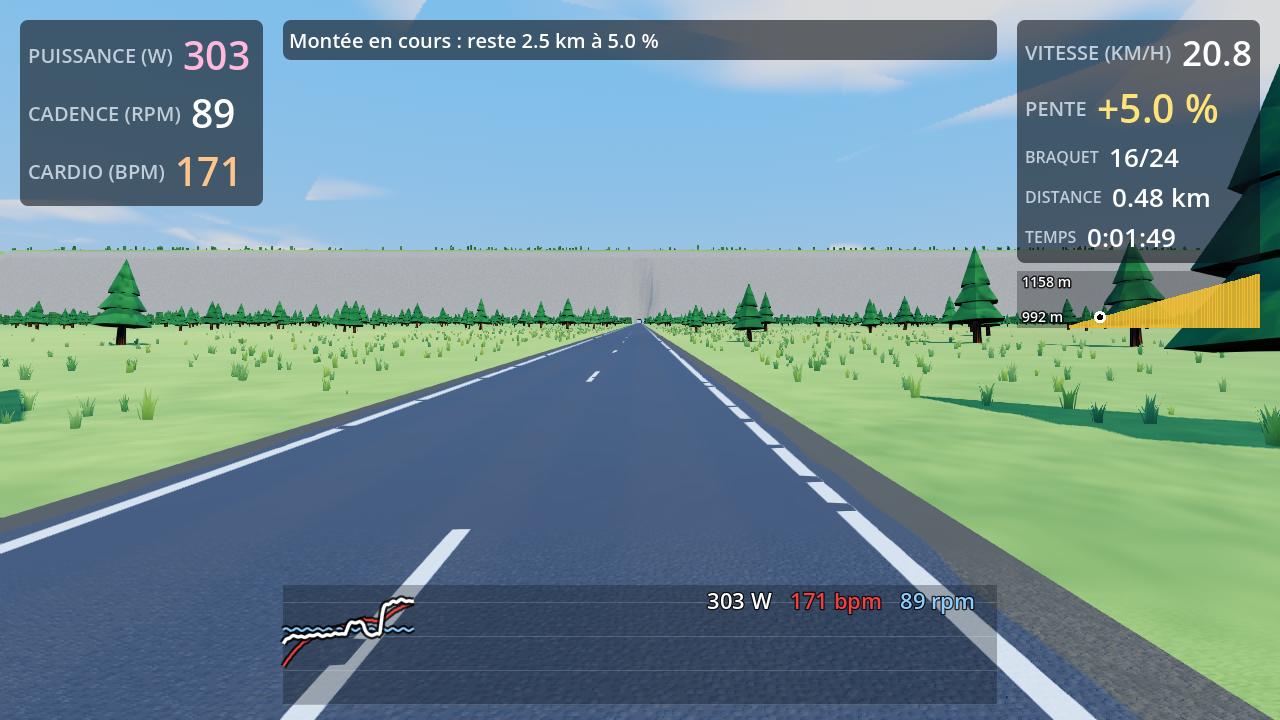 PUISSANCE (W) 303
CADENCE (RPM) 89
CARDIO (BPM) 171
Montée en cours : reste 2.5 km à 5.0 %
VITESSE (KM/H) 20.8
PENTE +5.0 %
BRAQUET 16/24
DISTANCE 0.48 km
TEMPS 0:01:49
1158 m
992 m
303 W 171 bpm 89 rpm